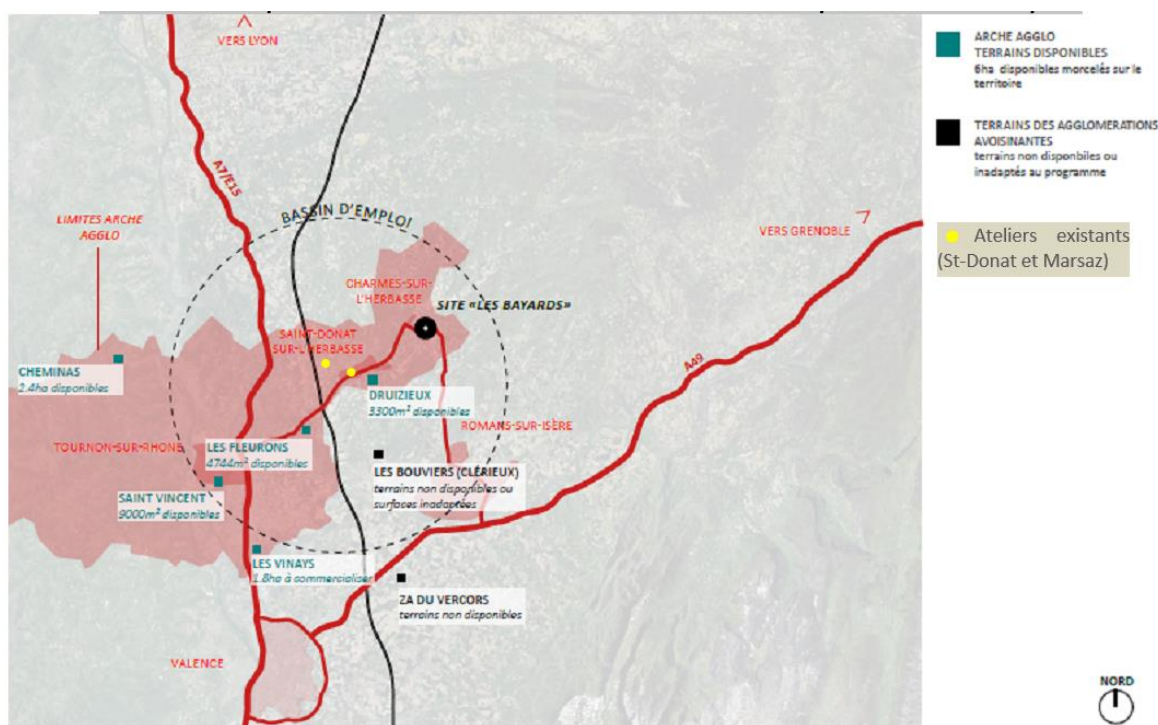 VERS LYON
A7/E15
LIMITES ARCHE
AGGLO
BASSIN D'EMPLOI
VERS GRENOBLE
CHARMES-SUR-
L'HERBASSE
SITE «LES BAYARDS»
SAINT-DONAT
SUR-L'HERBASSE
A49
CHEMINAS
2.4ha disponibles
DRUIZIEUX
3300m² disponibles
ROMANS-SUR-ISÈRE
TOURNON-SUR-RHONE
LES FLEURONS
4744m² disponibles
LES BOUVIERS (CLÉRIEUX)
terrains non disponibles ou
surfaces inadaptées
SAINT VINCENT
9000m² disponibles
LES VINAYS
1.8ha à commercialiser
ZA DU VERCORS
terrains non disponibles
VALENCE
ARCHE AGGLO
TERRAINS DISPONIBLES
6ha disponibles morcelés sur le
territoire
TERRAINS DES AGGLOMERATIONS
AVOISINANTES
terrains non disponbiles ou
inadaptés au programme
Ateliers existants
(St-Donat et Marsaz)
NORD